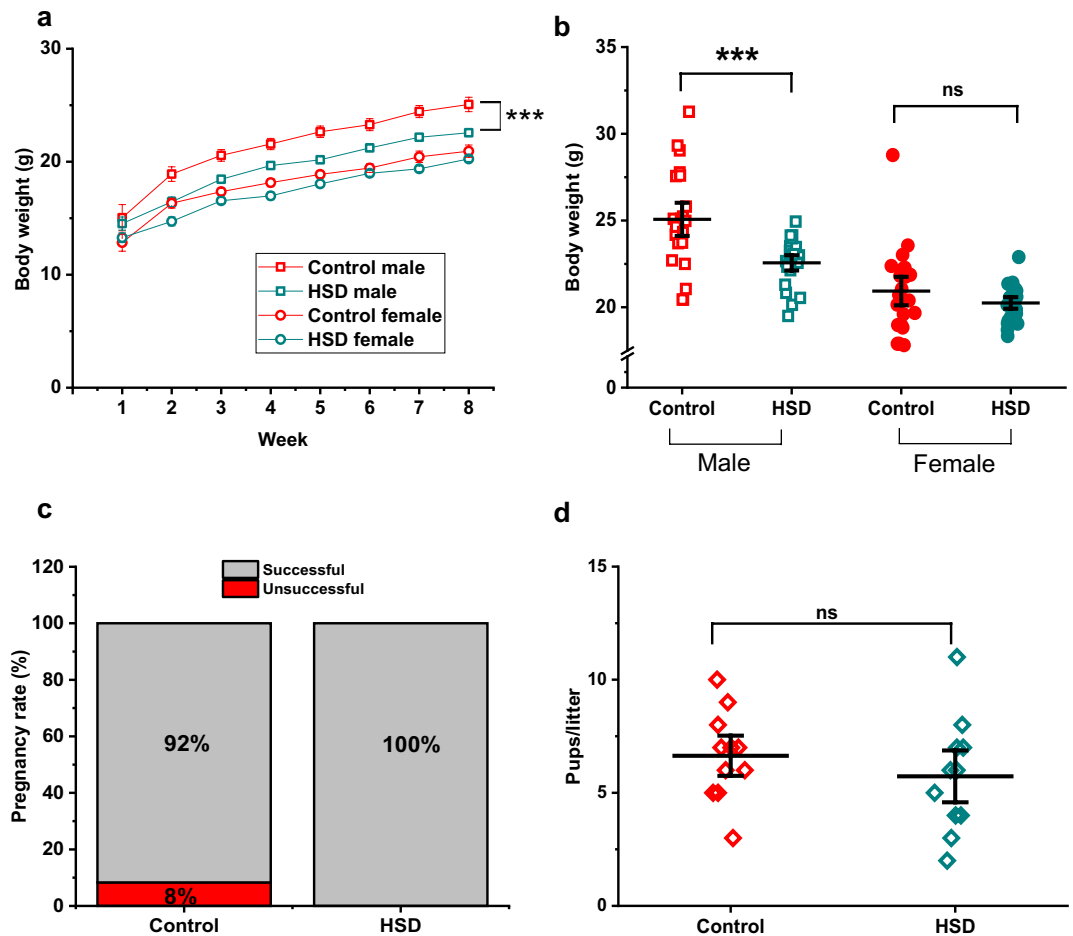 a
30
20
10
0
Body weight (g)
***
Control male
HSD male
Control female
HSD female
1 2 3 4 5 6 7 8
Week
b
35
30
25
20
0
Body weight (g)
***
ns
Control HSD Control HSD
Male Female
c
120
100
80
60
40
20
0
Pregnancy rate (%)
Successful
Unsuccessful
92%
100%
8%
Control HSD
d
15
10
5
0
Pups/litter
ns
Control HSD